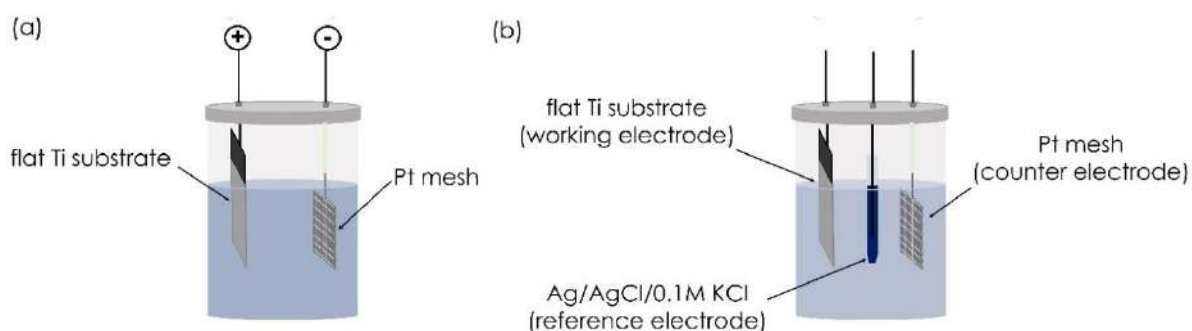 (a)
+
-
flat Ti substrate
Pt mesh
(b)
flat Ti substrate
(working electrode)
Pt mesh
(counter electrode)
Ag/AgCl/0.1M KCl
(reference electrode)